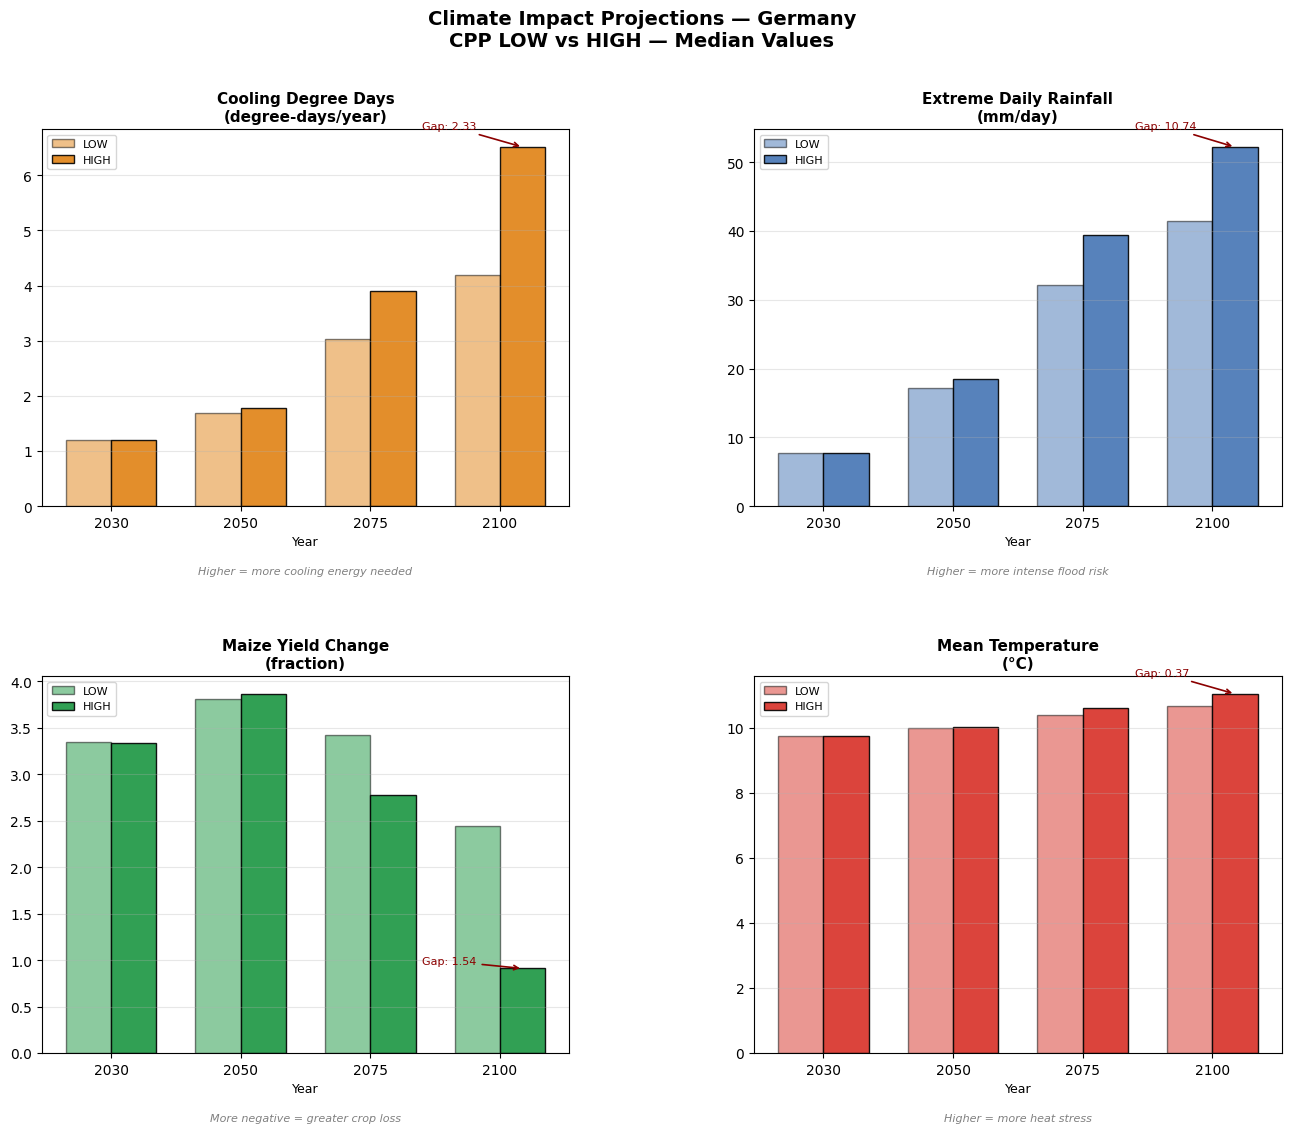 Climate Impact Projections — Germany
CPP LOW vs HIGH — Median Values
Cooling Degree Days
(degree-days/year)
Gap: 2.33
LOW
HIGH
6
5
4
3
2
1
0
2030 2050 2075 2100
Year
Higher = more cooling energy needed
Extreme Daily Rainfall
(mm/day)
Gap: 10.74
LOW
HIGH
50
40
30
20
10
0
2030 2050 2075 2100
Year
Higher = more intense flood risk
Maize Yield Change
(fraction)
LOW
HIGH
4.0
3.5
3.0
2.5
2.0
1.5
1.0
0.5
0.0
Gap: 1.54
2030 2050 2075 2100
Year
More negative = greater crop loss
Mean Temperature
(°C)
Gap: 0.37
LOW
HIGH
10
8
6
4
2
0
2030 2050 2075 2100
Year
Higher = more heat stress